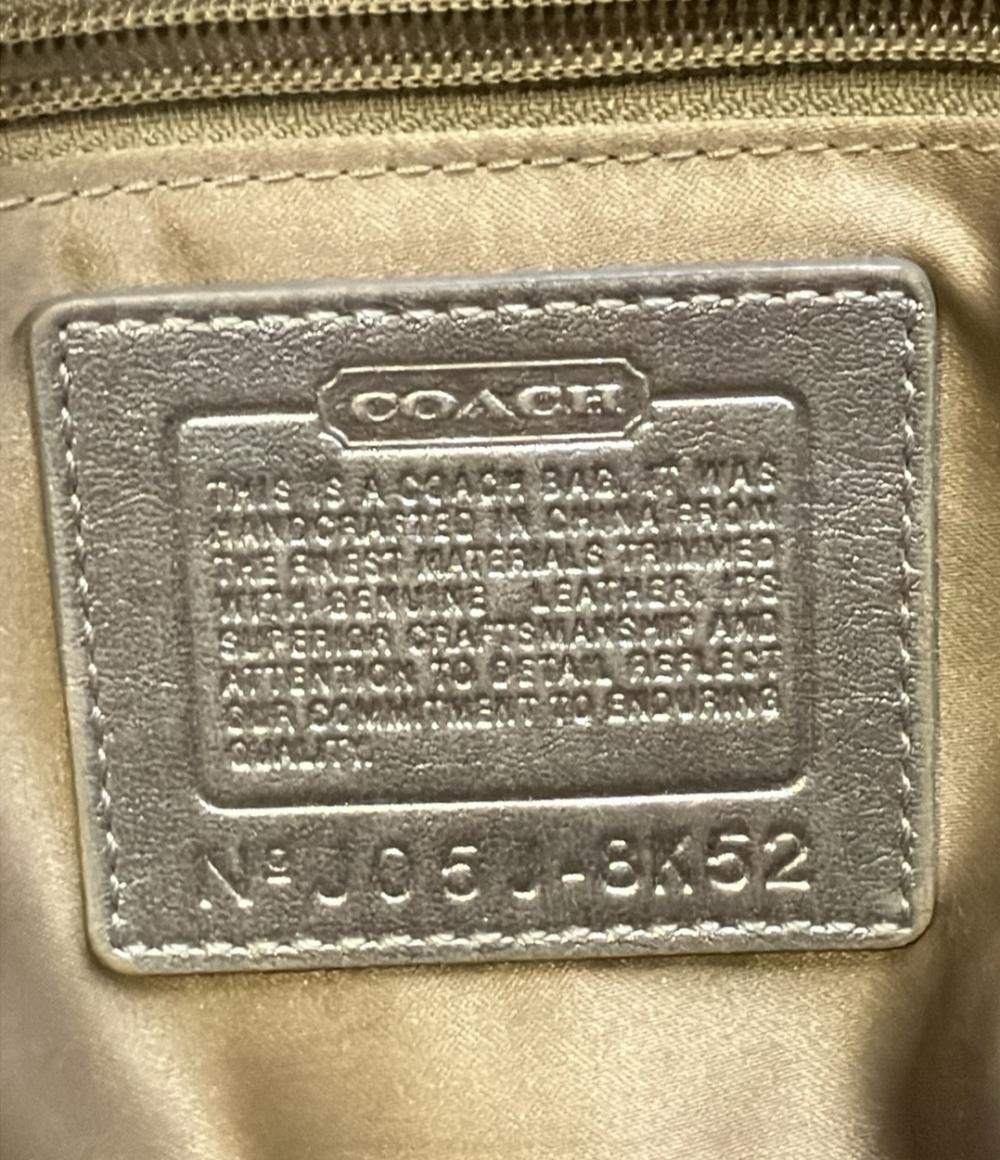 COACH
THIS IS A COACH BAG. IT WAS
HANDCRAFTED IN CHINA FROM
THE FINEST MATERIALS TRIMMED
WITH GENUINE LEATHER. ITS
SUPERIOR CRAFTSMANSHIP AND
ATTENTION TO DETAIL REFLECT
OUR COMMITMENT TO ENDURING
QUALITY.
Nº J05J-8K52